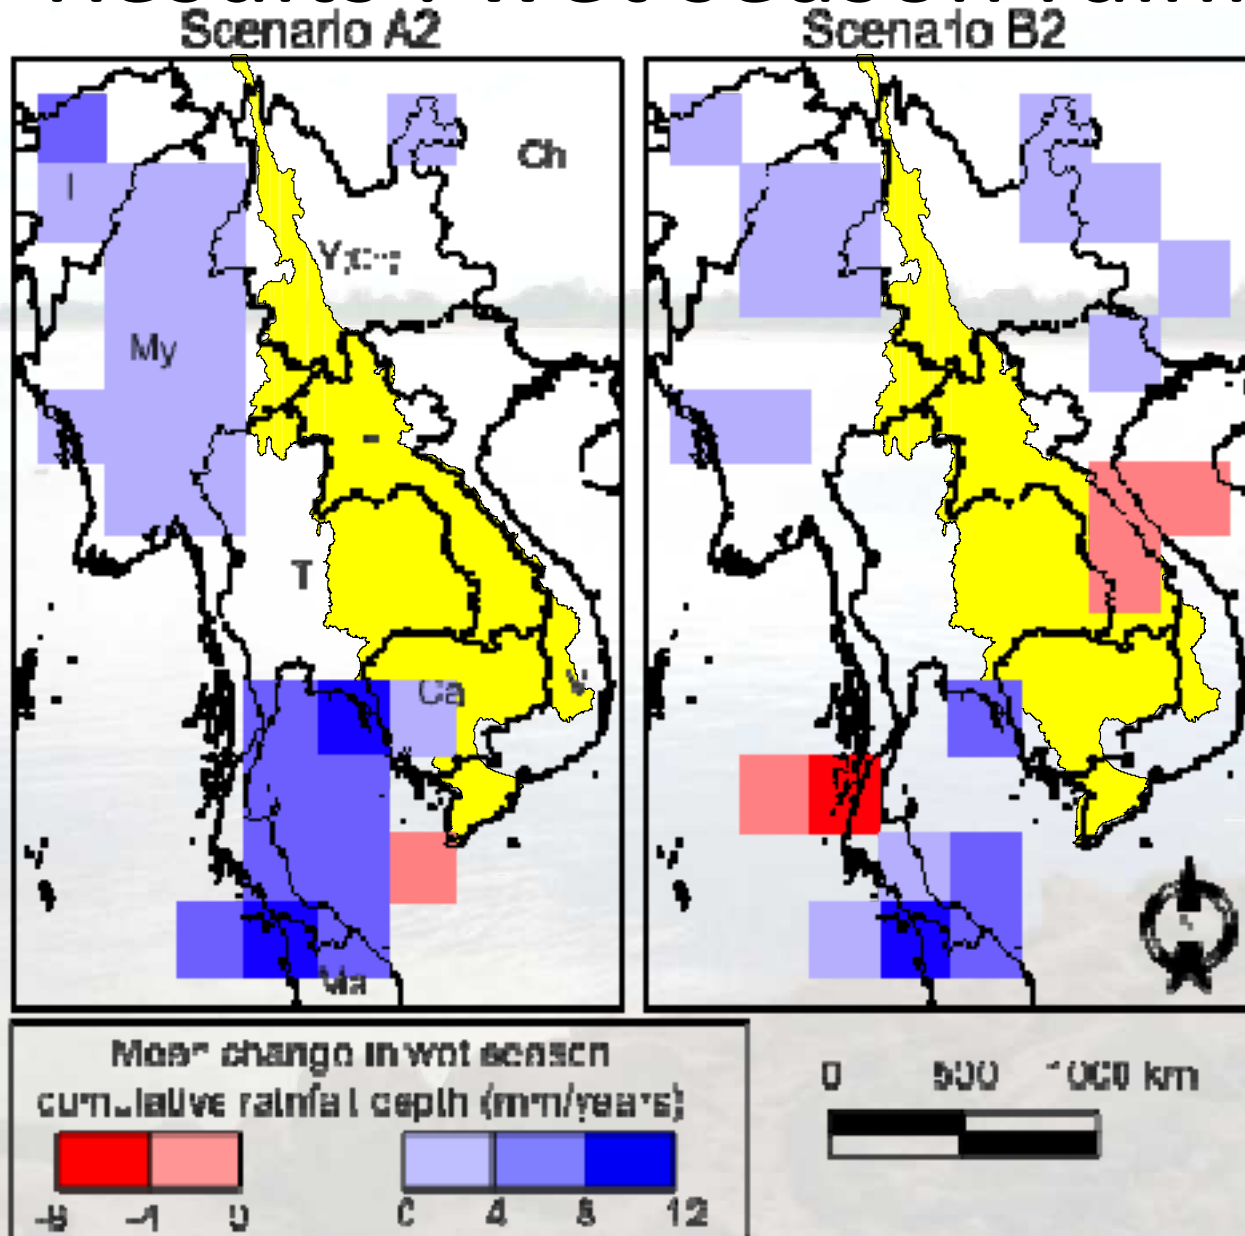 Scenario A2
Scenario B2
Ch
I
My
T
Ca
V
Ma
Mean change in wet season
cumulative rainfall depth (mm/years)
0 4 8 12
0 500 1000 km